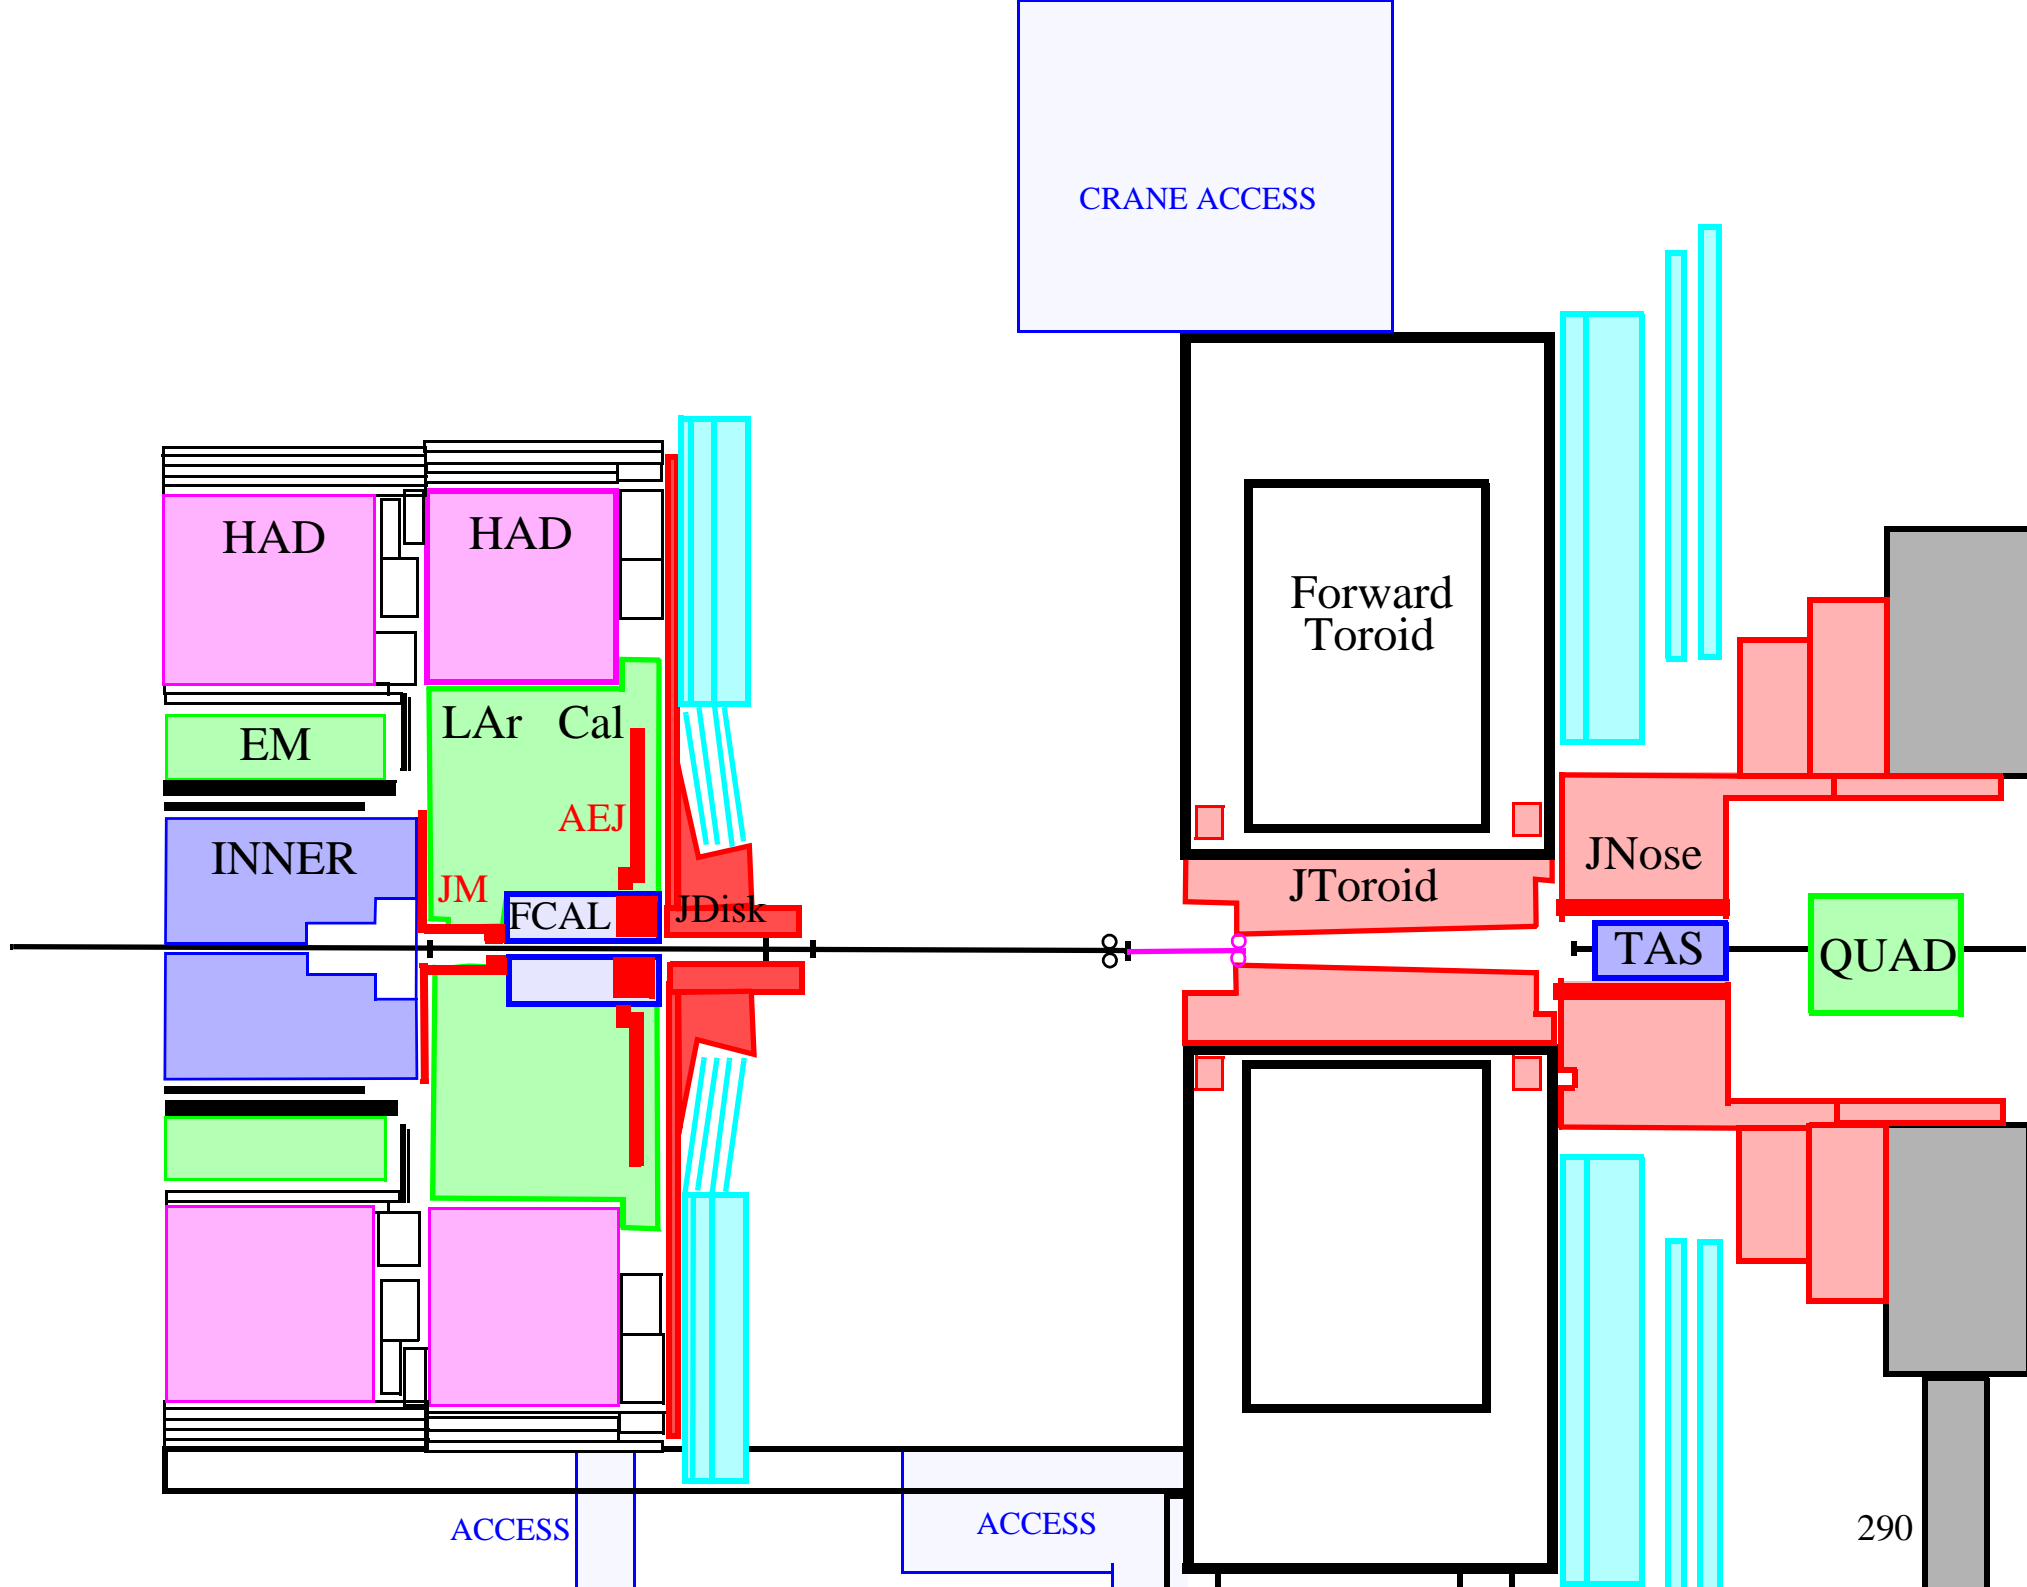 CRANE ACCESS
HAD
HAD
Forward
Toroid
LAr Cal
EM
AEJ
INNER
JNose
JM
JToroid
FCAL
JDisk
TAS
QUAD
ACCESS
ACCESS
290